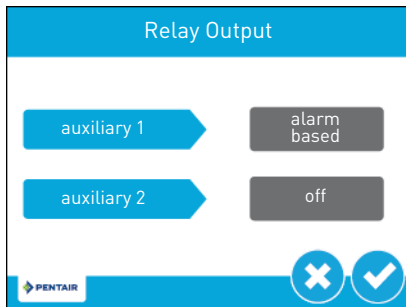 Relay Output
auxiliary 1
alarm
based
auxiliary 2
off
PENTAIR